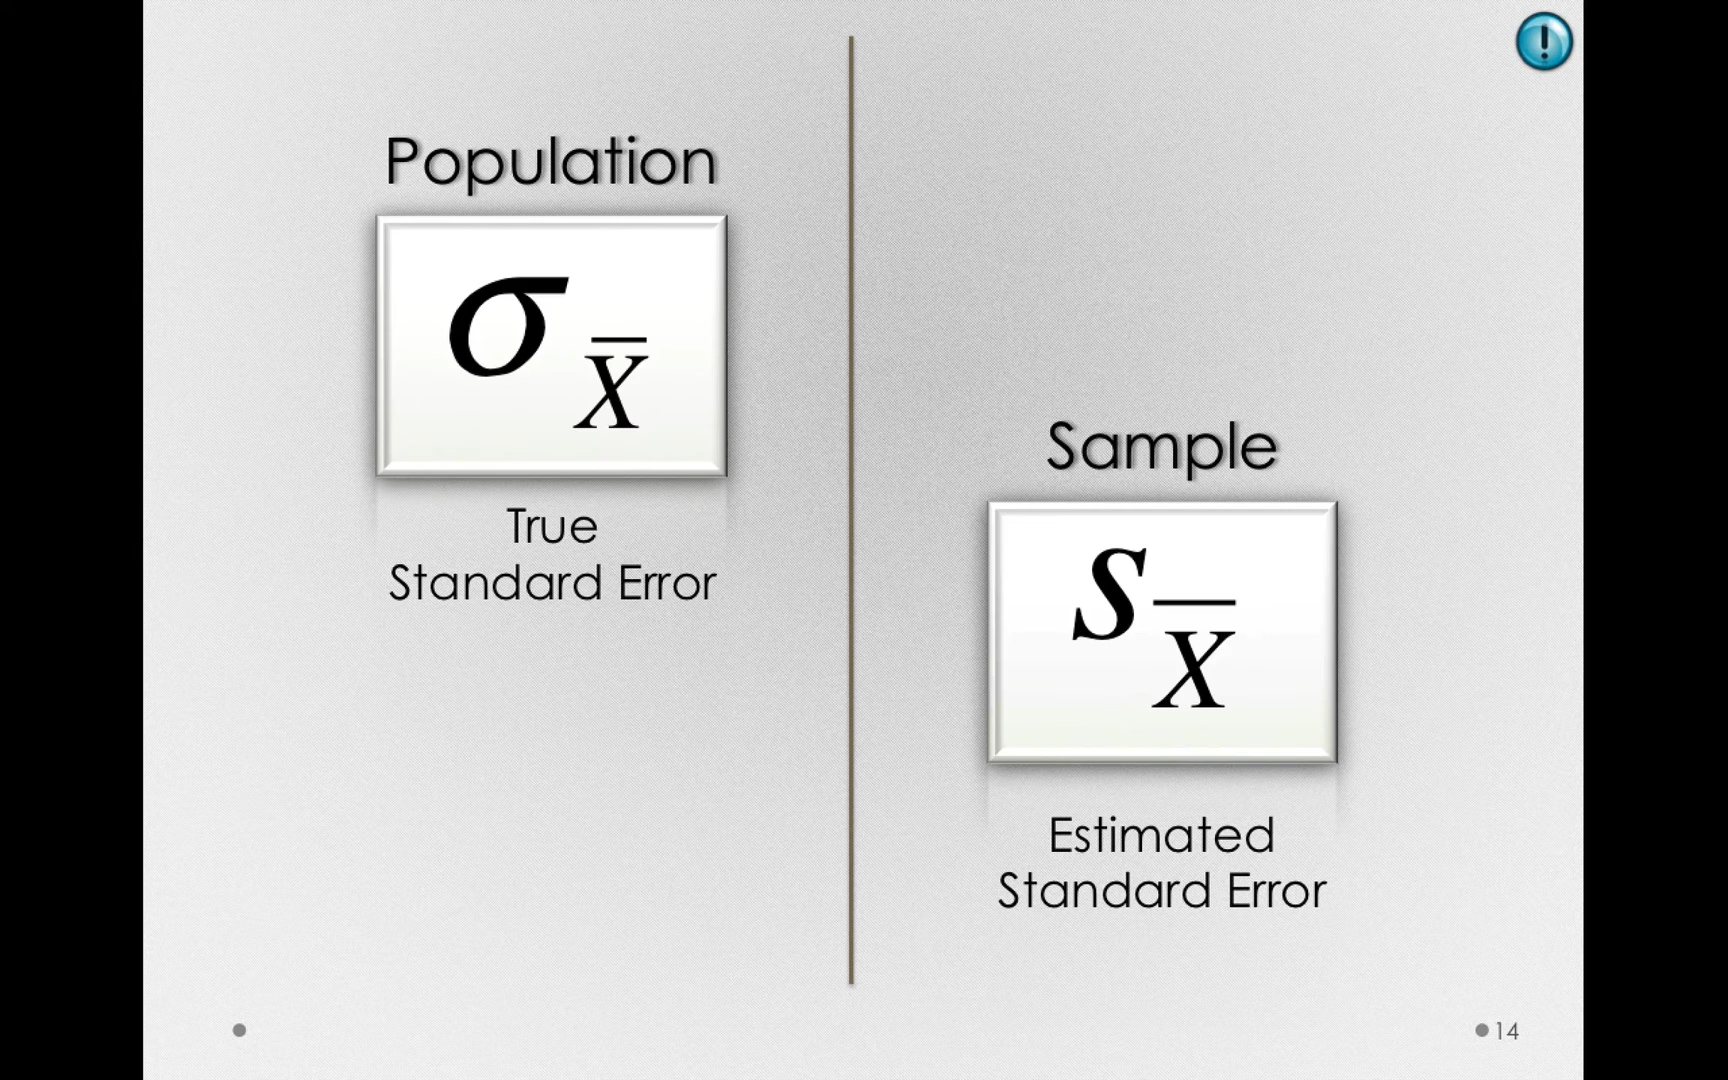 Population
σ X̅
True
Standard Error
Sample
s X̅
Estimated
Standard Error
14
!